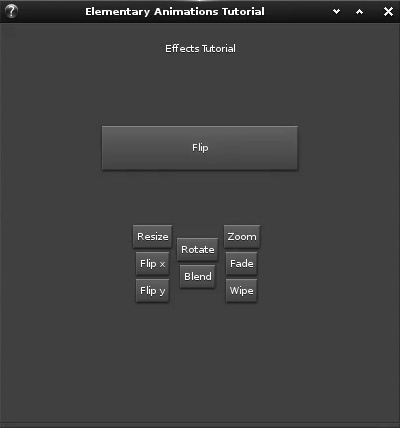 Elementary Animations Tutorial
Effects Tutorial
Flip
Resize
Zoom
Rotate
Flip x
Fade
Blend
Flip y
Wipe